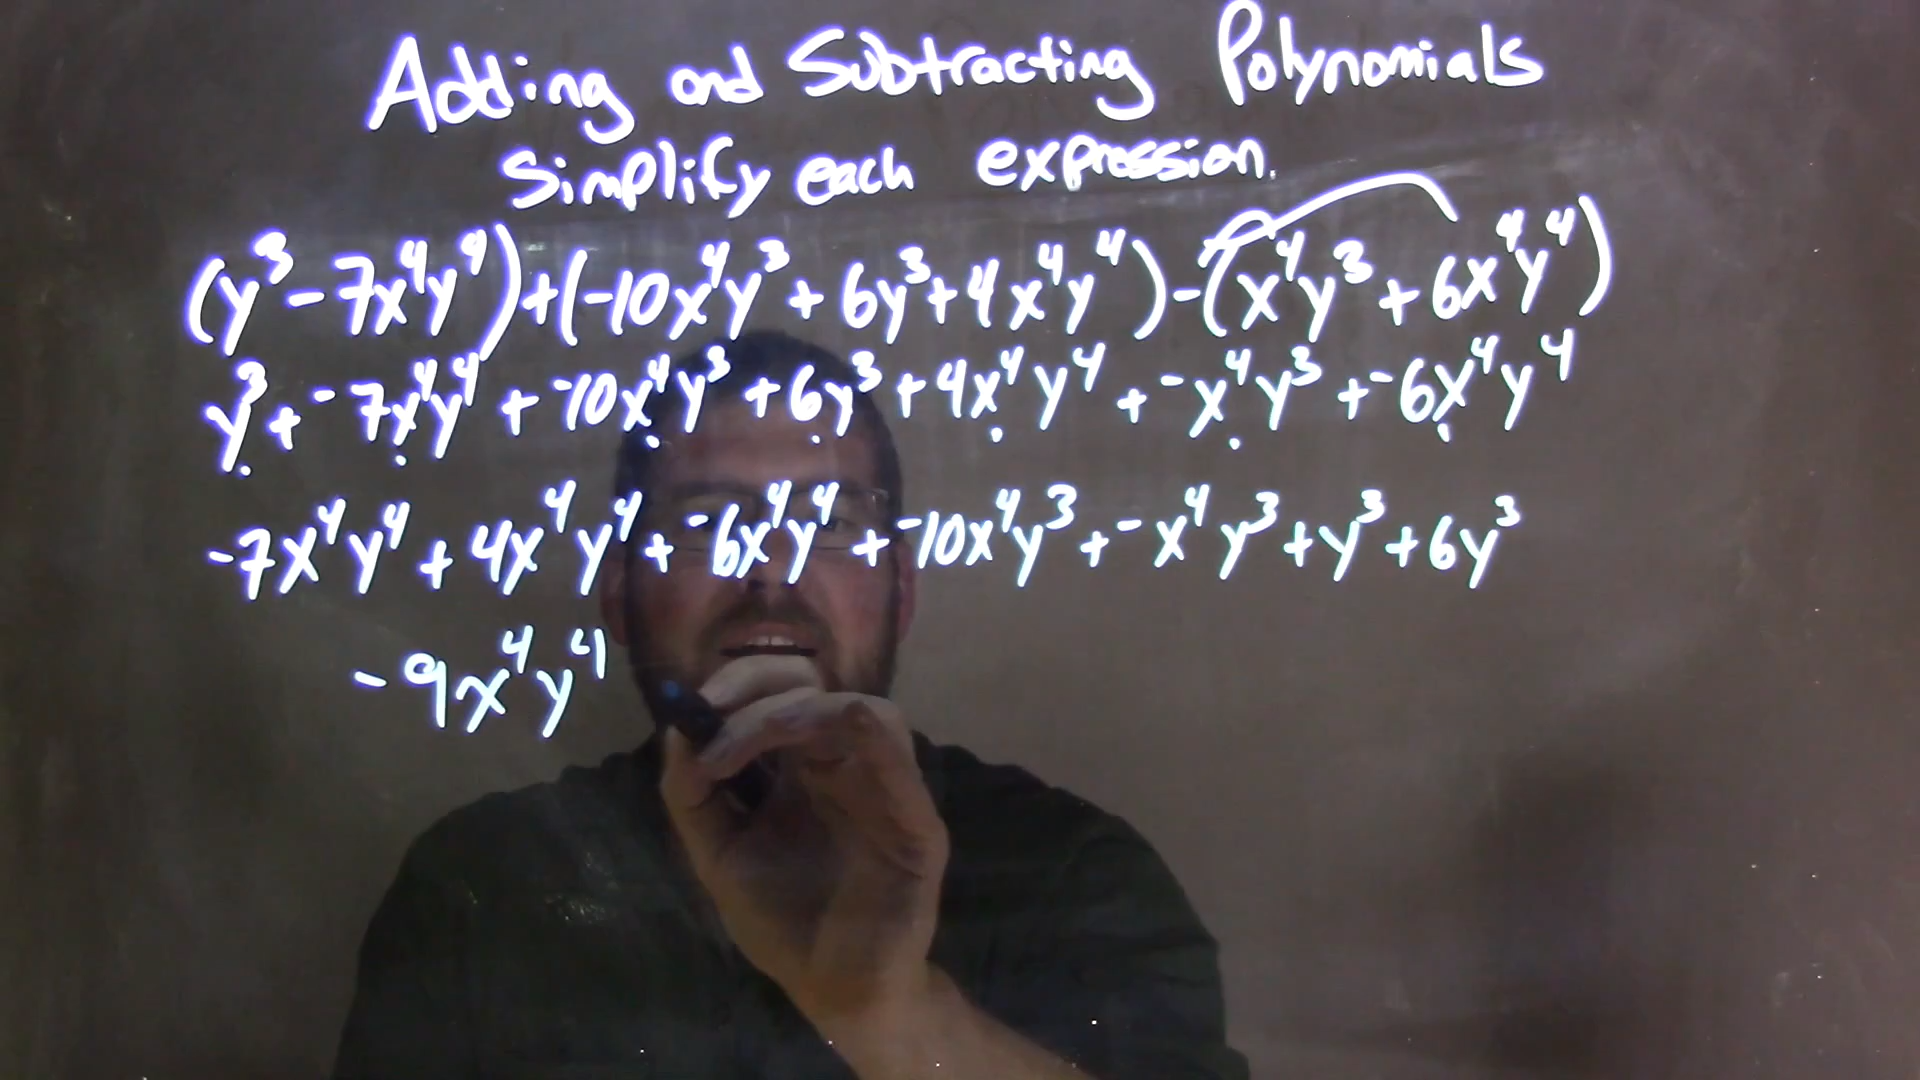 Adding and Subtracting Polynomials
Simplify each expression.
(y³-7x⁴y⁴)+(-10x⁴y³+6y³+4x⁴y⁴)-(x⁴y³+6x⁴y⁴)
y³+⁻7x⁴y⁴+⁻10x⁴y³+6y³+4x⁴y⁴+⁻x⁴y³+⁻6x⁴y⁴
-7x⁴y⁴+4x⁴y⁴+⁻6x⁴y⁴+⁻10x⁴y³+⁻x⁴y³+y³+6y³
-9x⁴y⁴